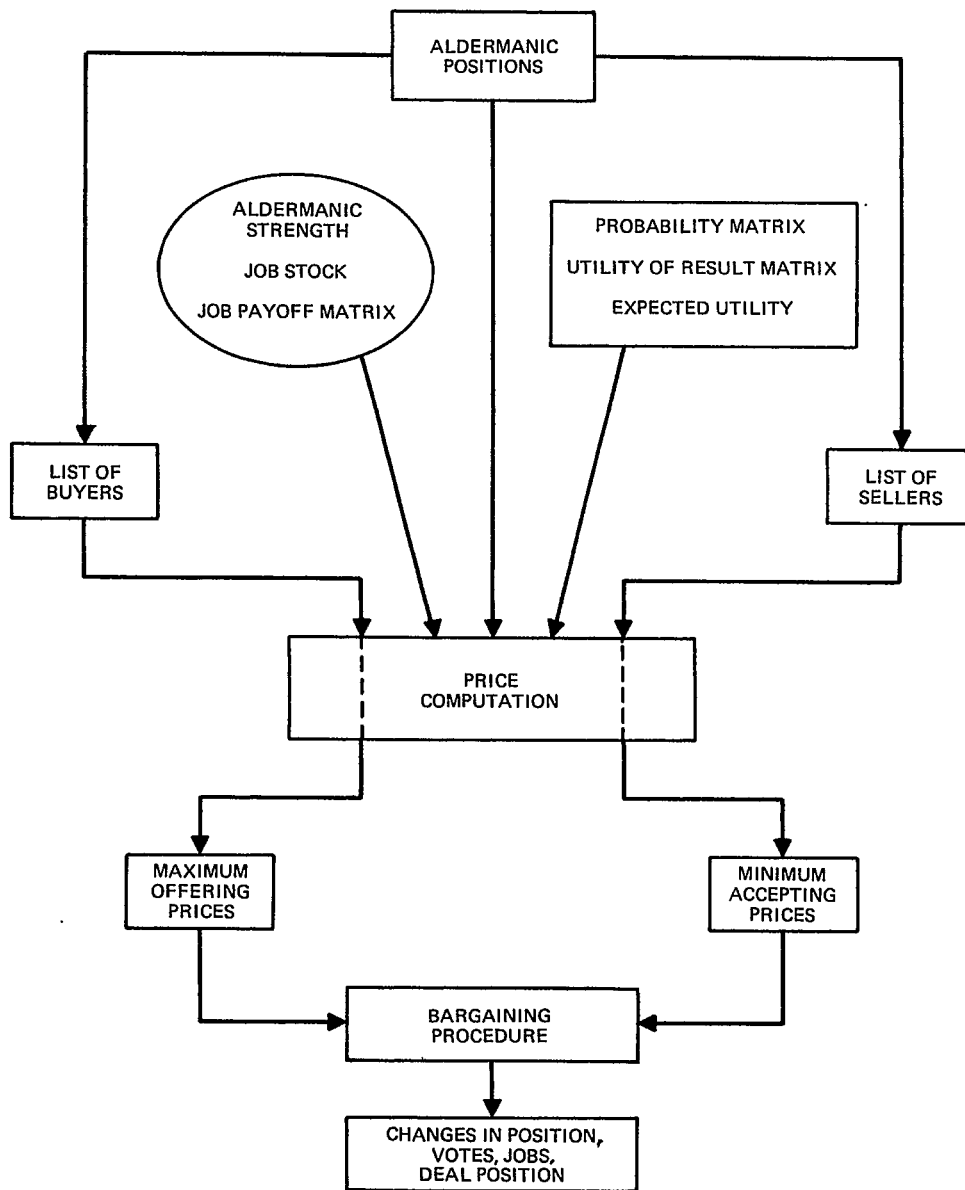 ALDERMANIC
POSITIONS
ALDERMANIC
STRENGTH
JOB STOCK
JOB PAYOFF MATRIX
PROBABILITY MATRIX
UTILITY OF RESULT MATRIX
EXPECTED UTILITY
LIST OF
BUYERS
LIST OF
SELLERS
PRICE
COMPUTATION
MAXIMUM
OFFERING
PRICES
MINIMUM
ACCEPTING
PRICES
BARGAINING
PROCEDURE
CHANGES IN POSITION,
VOTES, JOBS,
DEAL POSITION